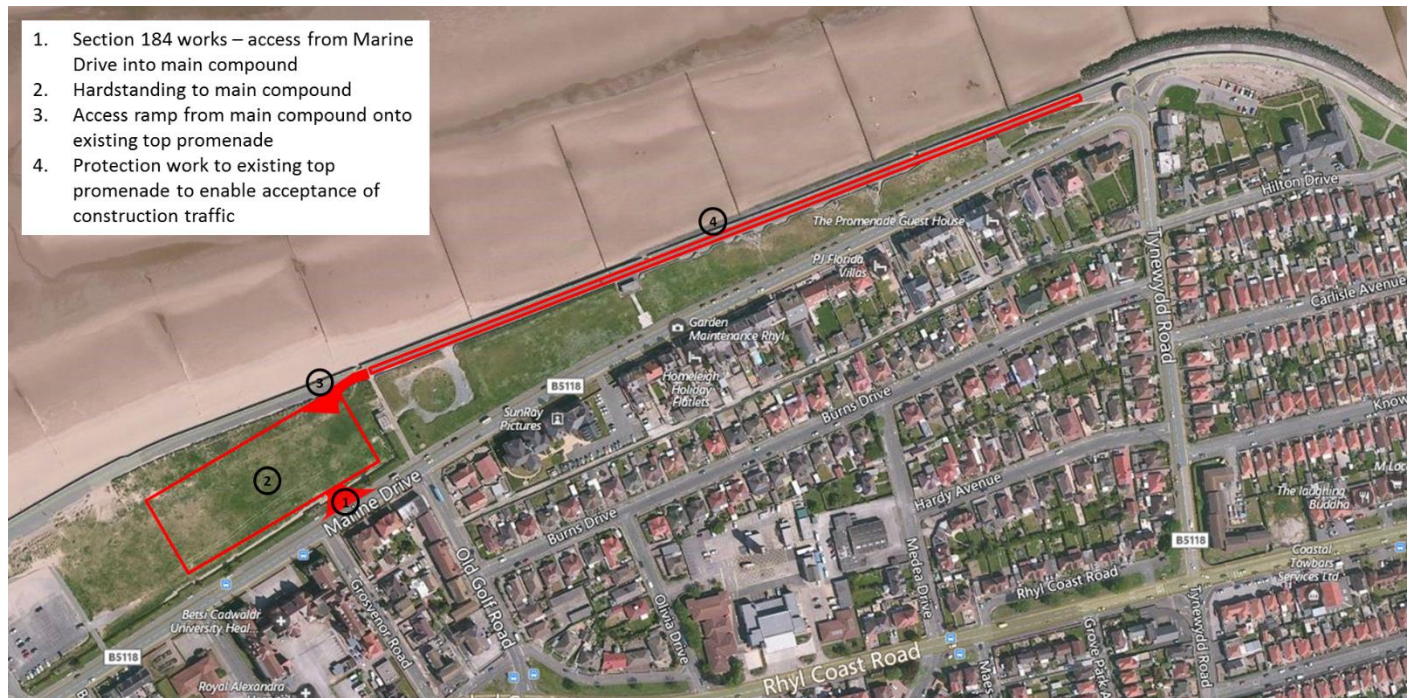 1. Section 184 works – access from Marine
Drive into main compound
2. Hardstanding to main compound
3. Access ramp from main compound onto
existing top promenade
4. Protection work to existing top
promenade to enable acceptance of
construction traffic
4
Hilton Drive
The Promenade Guest House
PJ Florida
Villas
Tynewydd Road
Carlisle Avenue
Garden
Maintenance Rhyl
3
B5118
Homeleigh
Holiday
Flatlets
SunRay
Pictures
Burns Drive
Know
M Loca
2
1
Marine Drive
Hardy Avenue
The laughing
Buddha
Burns Drive
B5118
Old Golf Road
Medea Drive
Coastal
Towbars
Services Ltd
Grosvenor Road
Olivia Drive
Rhyl Coast Road
Betsi Cadwalar
University Heal...
B5118
Tynewydd Road
Grove Park A
Rhyl Coast Road
Maes
Royal Alexandra